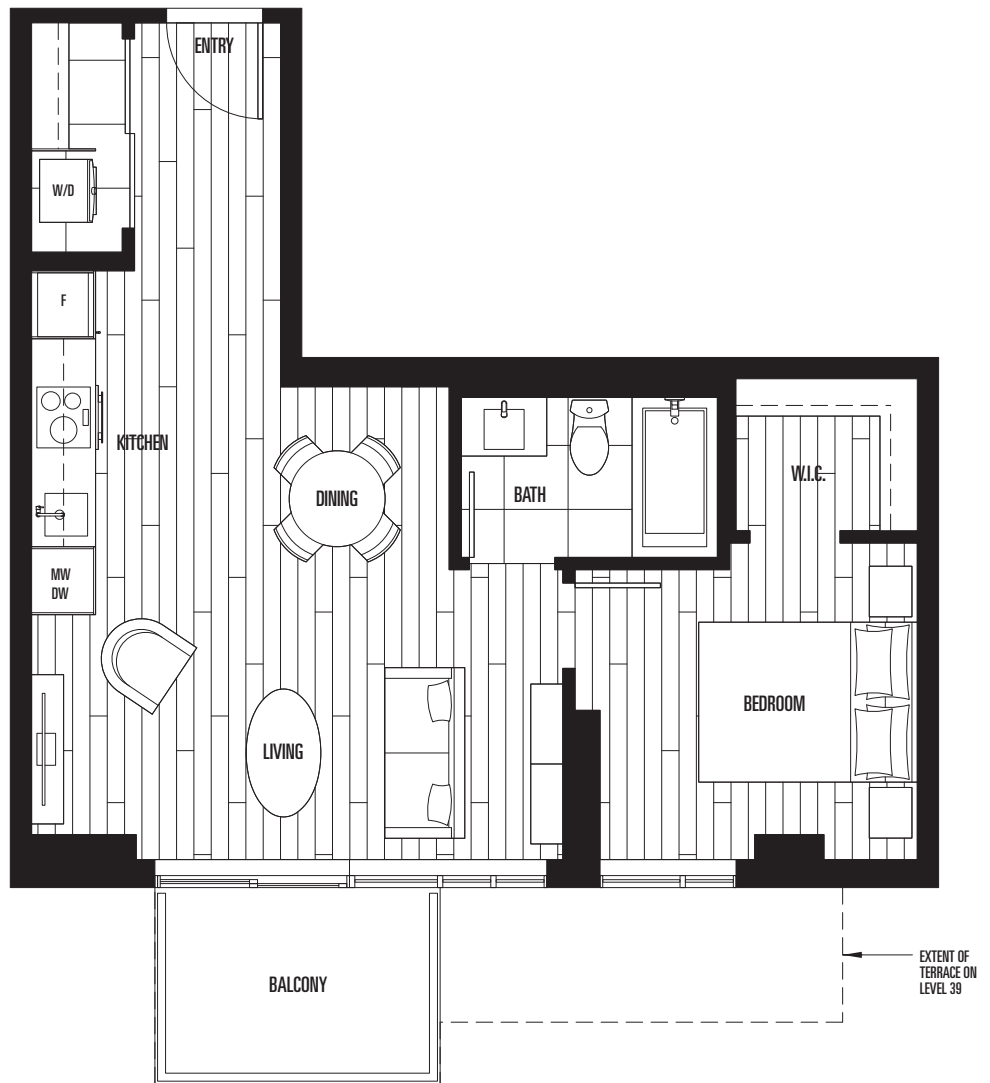 ENTRY
W/D
F
KITCHEN
DINING
BATH
W.I.C.
MW
DW
LIVING
BEDROOM
BALCONY
EXTENT OF
TERRACE ON
LEVEL 39